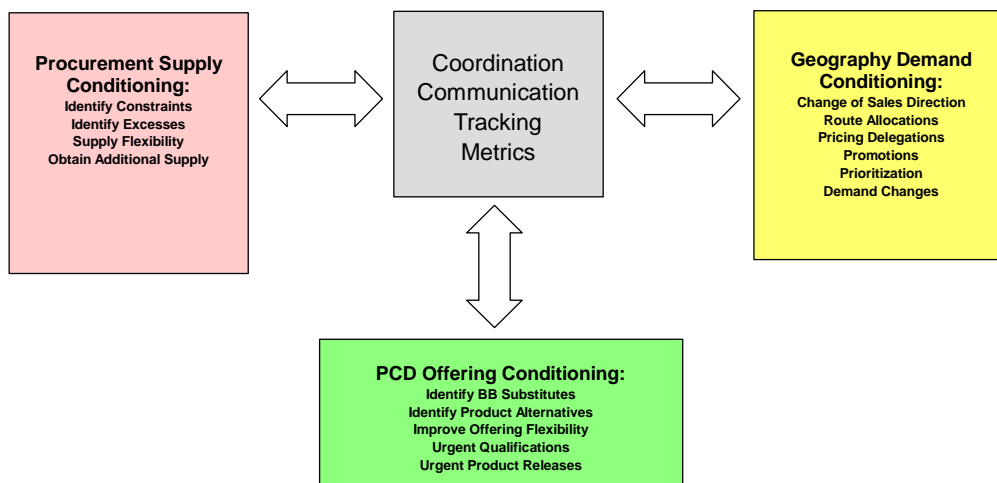 Procurement Supply
Conditioning:
Identify Constraints
Identify Excesses
Supply Flexibility
Obtain Additional Supply
Coordination
Communication
Tracking
Metrics
Geography Demand
Conditioning:
Change of Sales Direction
Route Allocations
Pricing Delegations
Promotions
Prioritization
Demand Changes
PCD Offering Conditioning:
Identify BB Substitutes
Identify Product Alternatives
Improve Offering Flexibility
Urgent Qualifications
Urgent Product Releases